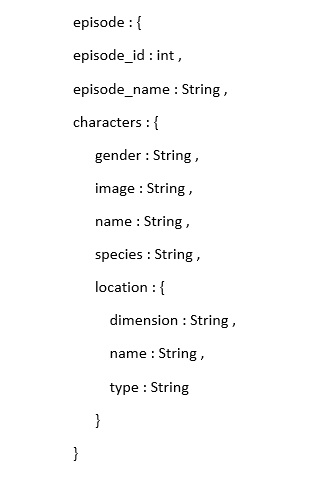 episode : {
episode_id : int ,
episode_name : String ,
characters : {
gender : String ,
image : String ,
name : String ,
species : String ,
location : {
dimension : String ,
name : String ,
type : String
}
}